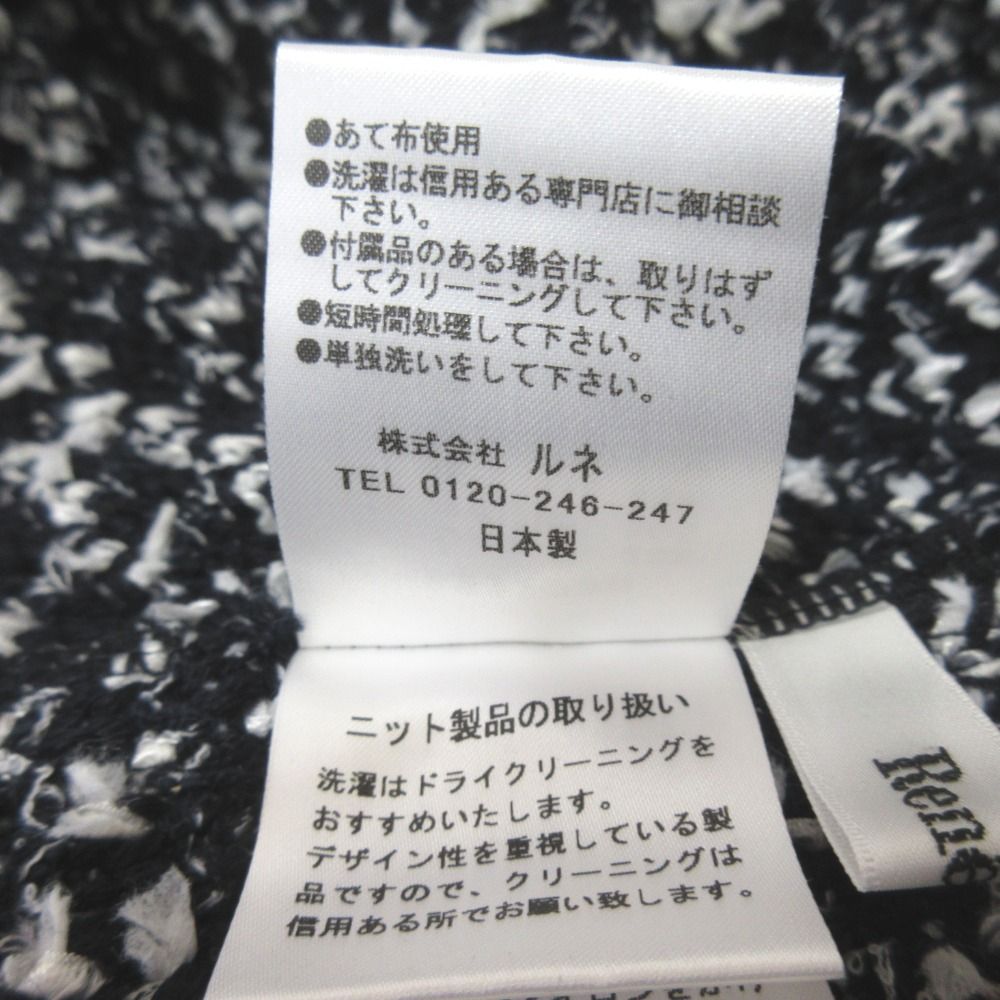 ●あて布使用
●洗濯は信用ある専門店に御相談
下さい。
●付属品のある場合は、取りはず
してクリーニングして下さい。
●短時間処理して下さい。
●単独洗いをして下さい。
株式会社 ルネ
TEL 0120-246-247
日本製
ニット製品の取り扱い
洗濯はドライクリーニングを
おすすめいたします。
デザイン性を重視している製
品ですので、クリーニングは
信用ある所でお願い致します。
René